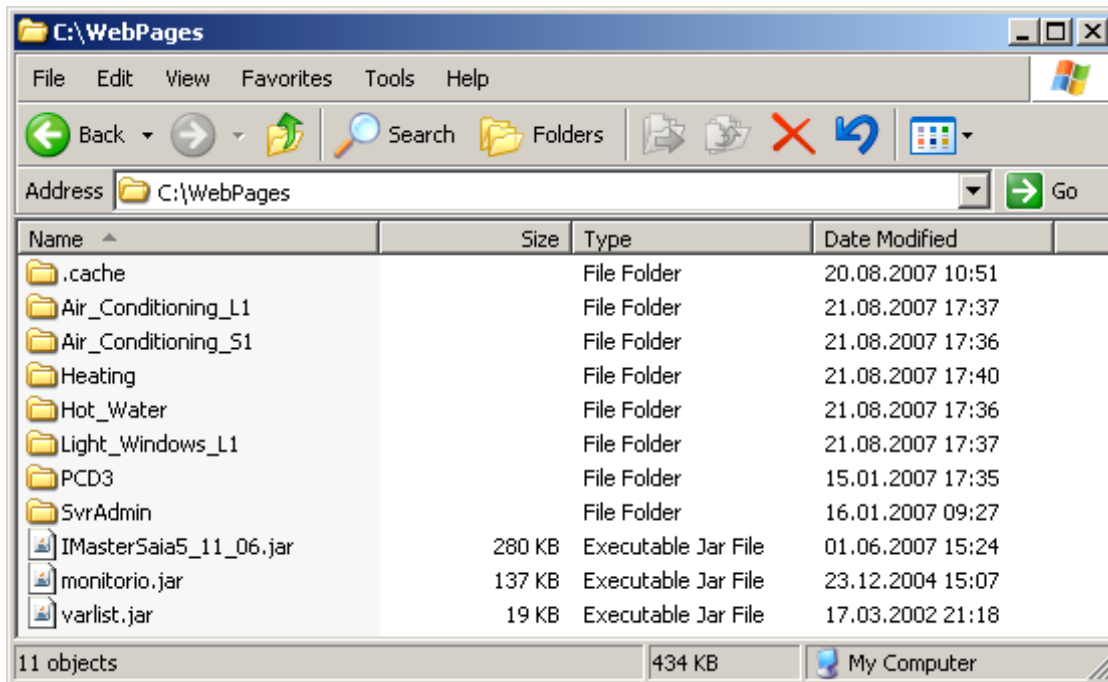 C:\WebPages
File Edit View Favorites Tools Help
Back Search Folders
Address C:\WebPages Go
Name Size Type Date Modified
.cache File Folder 20.08.2007 10:51
Air_Conditioning_L1 File Folder 21.08.2007 17:37
Air_Conditioning_S1 File Folder 21.08.2007 17:36
Heating File Folder 21.08.2007 17:40
Hot_Water File Folder 21.08.2007 17:36
Light_Windows_L1 File Folder 21.08.2007 17:37
PCD3 File Folder 15.01.2007 17:35
SvrAdmin File Folder 16.01.2007 09:27
IMasterSaia5_11_06.jar 280 KB Executable Jar File 01.06.2007 15:24
monitorio.jar 137 KB Executable Jar File 23.12.2004 15:07
varlist.jar 19 KB Executable Jar File 17.03.2002 21:18
11 objects 434 KB My Computer